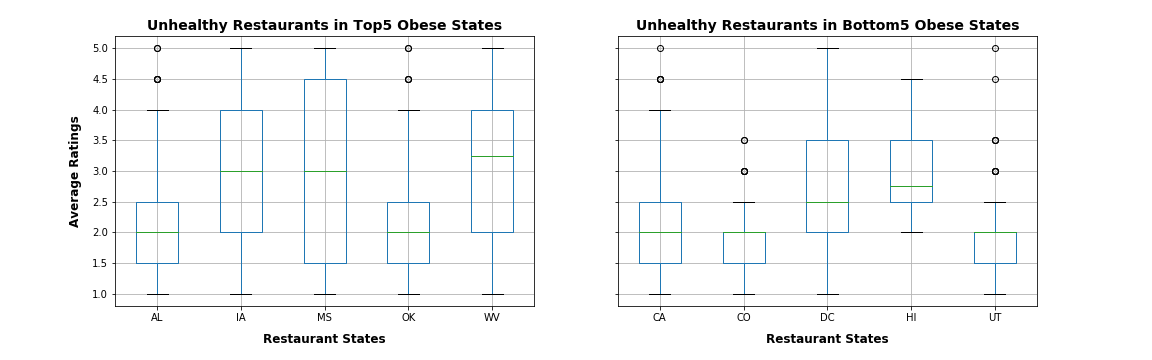 Unhealthy Restaurants in Top5 Obese States
Average Ratings
5.0
4.5
4.0
3.5
3.0
2.5
2.0
1.5
1.0
AL IA MS OK WV
Restaurant States
Unhealthy Restaurants in Bottom5 Obese States
CA CO DC HI UT
Restaurant States